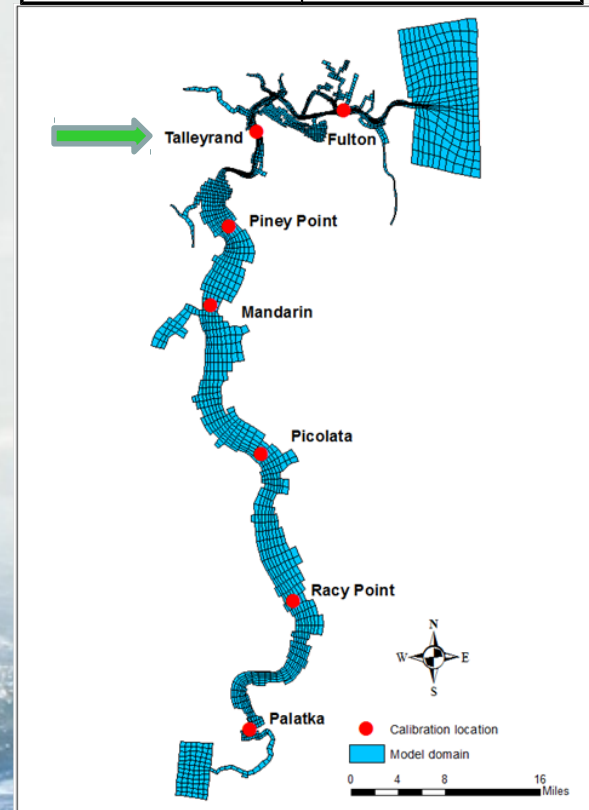 Talleyrand
Fulton
Piney Point
Mandarin
Picolata
Racy Point
N
W E
S
Palatka
Calibration location
Model domain
0 4 8 16
Miles